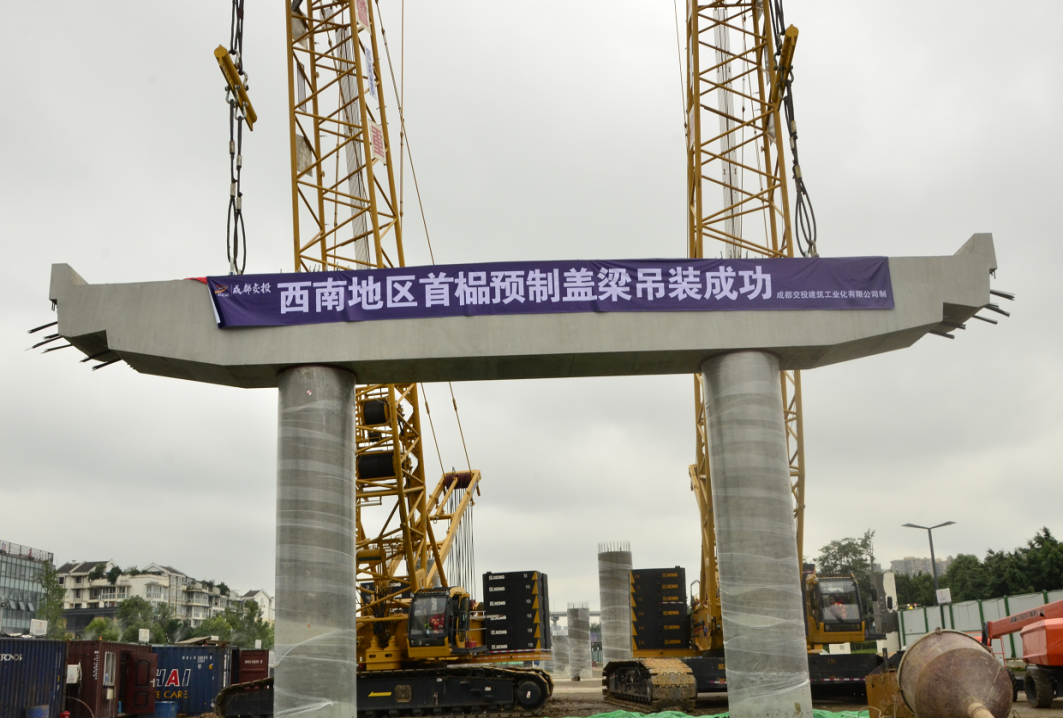 成都交投
西南地区首榀预制盖梁吊装成功
成都交投建筑工业化有限公司制
HAI
E CARE
XCMG